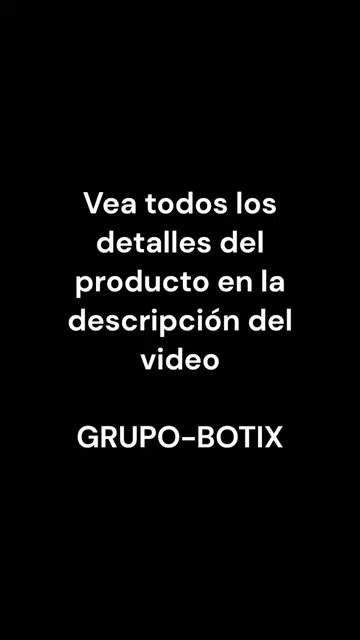 Vea todos los
detalles del
producto en la
descripción del
video
GRUPO-BOTIX